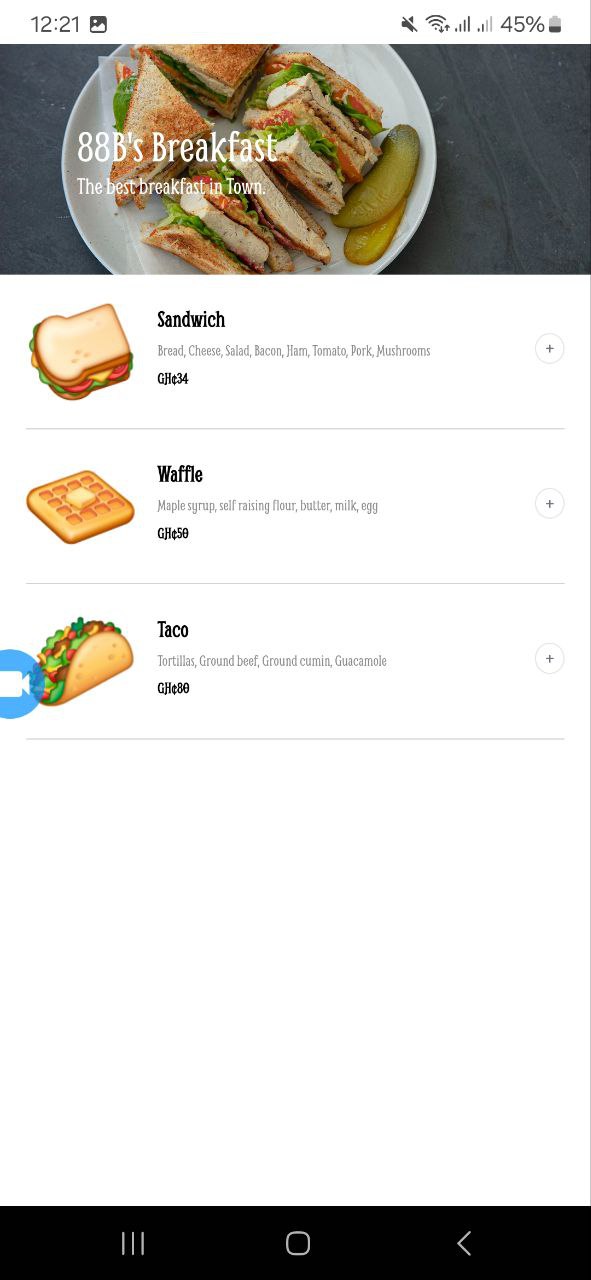 12:21
45%
88B's Breakfast
The best breakfast in Town.
Sandwich
Bread, Cheese, Salad, Bacon, Ham, Tomato, Pork, Mushrooms
GH¢34
+
Waffle
Maple syrup, self raising flour, butter, milk, egg
GH¢50
+
Taco
Tortillas, Ground beef, Ground cumin, Guacamole
GH¢80
+